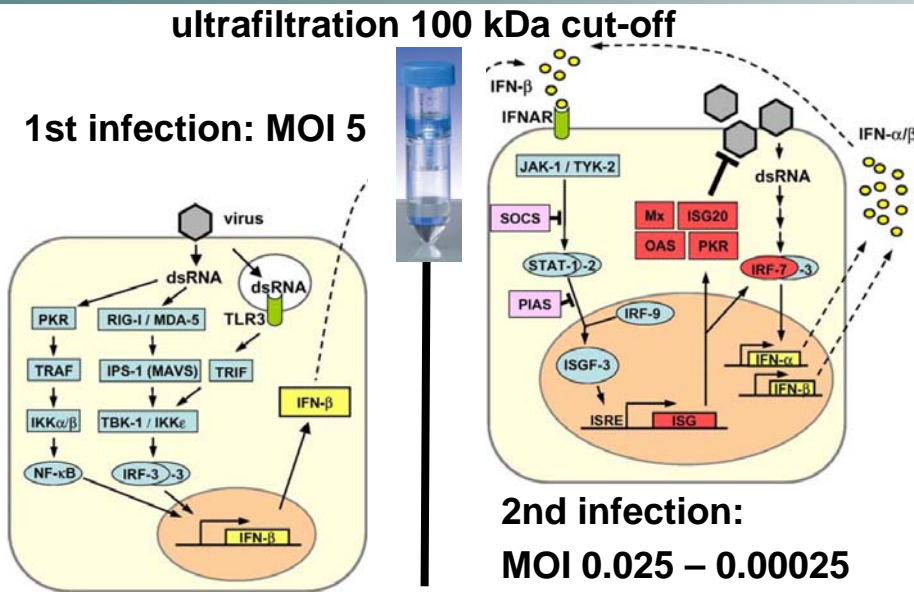 ultrafiltration 100 kDa cut-off
1st infection: MOI 5
virus
dsRNA
dsRNA
TLR3
PKR
RIG-I / MDA-5
TRAF
IPS-1 (MAVS)
TRIF
IKKα/β
TBK-1 / IKKε
NF-κB
IRF-3 -3
IFN-β
IFN-β
IFN-β
IFNAR
IFN-α/β
JAK-1 / TYK-2
dsRNA
SOCS
Mx
ISG20
OAS
PKR
STAT-1 -2
IRF-7 -3
PIAS
IRF-9
ISGF-3
IFN-α
IFN-β
ISRE
ISG
2nd infection:
MOI 0.025 – 0.00025